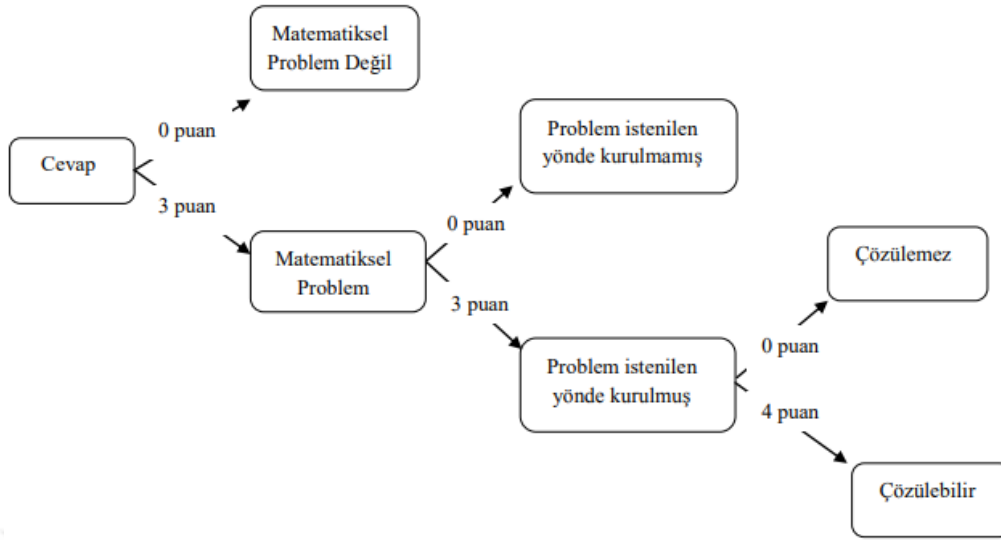 Matematiksel
Problem Değil
0 puan
Cevap
3 puan
Matematiksel
Problem
Problem istenilen
yönde kurulmamış
0 puan
3 puan
Problem istenilen
yönde kurulmuş
Çözülemez
0 puan
4 puan
Çözülebilir